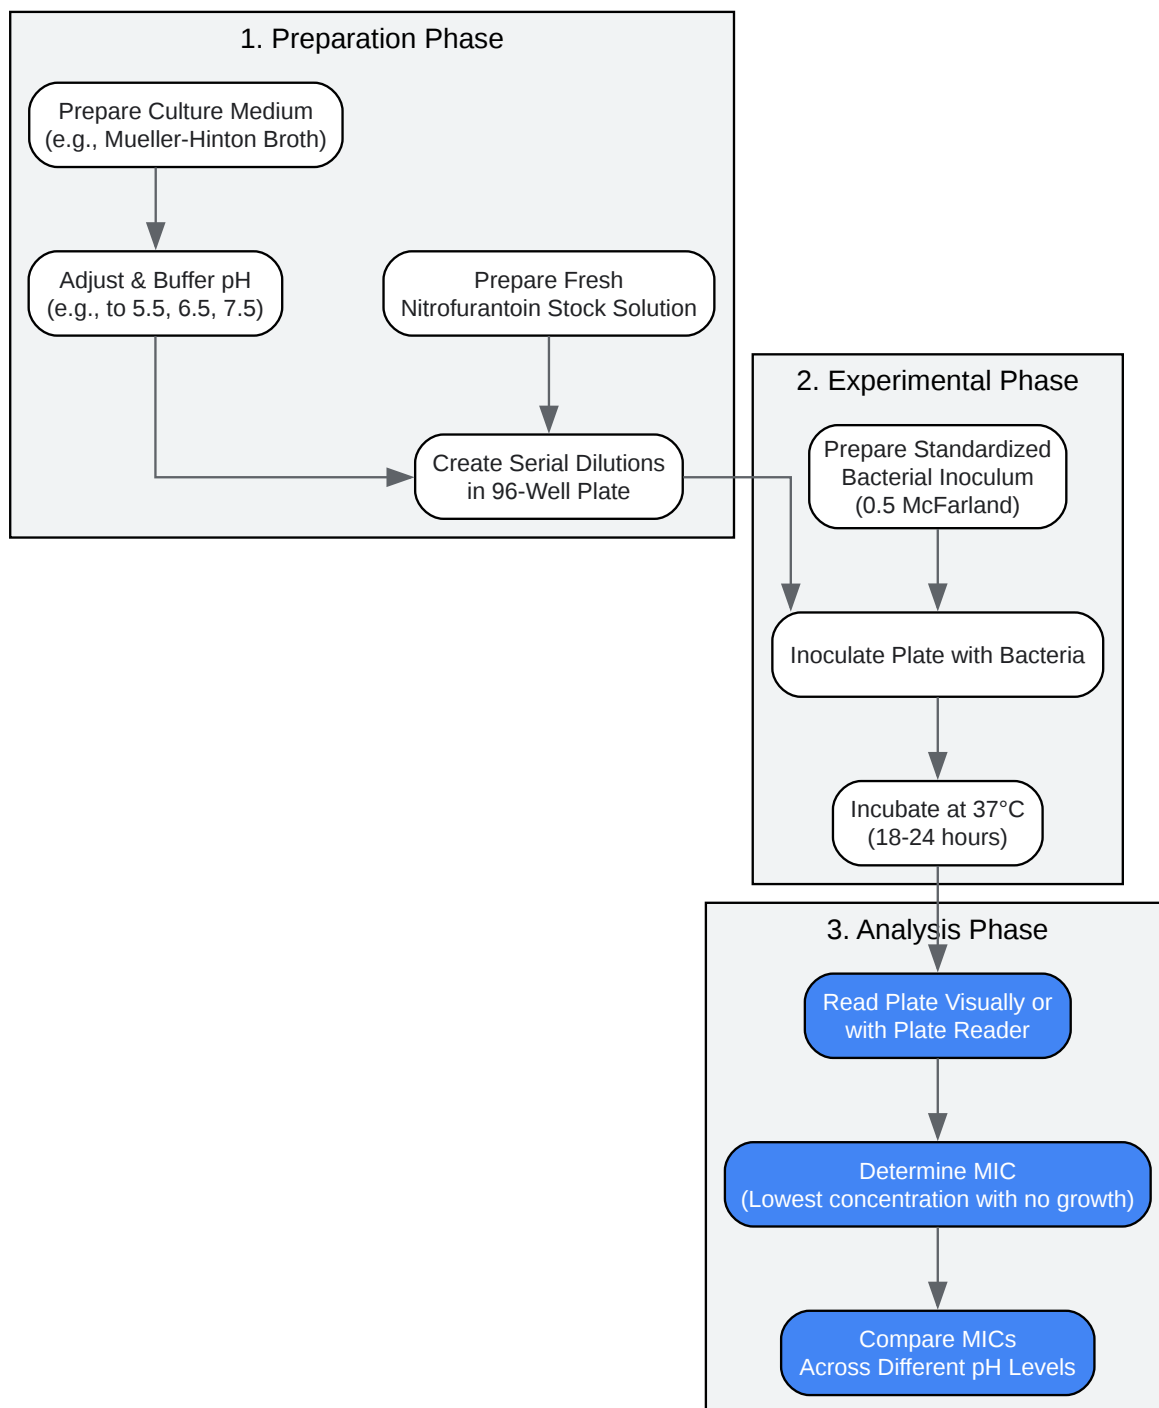 1. Preparation Phase
Prepare Culture Medium
(e.g., Mueller-Hinton Broth)
Adjust & Buffer pH
(e.g., to 5.5, 6.5, 7.5)
Prepare Fresh
Nitrofurantoin Stock Solution
Create Serial Dilutions
in 96-Well Plate
2. Experimental Phase
Prepare Standardized
Bacterial Inoculum
(0.5 McFarland)
Inoculate Plate with Bacteria
Incubate at 37°C
(18-24 hours)
3. Analysis Phase
Read Plate Visually or
with Plate Reader
Determine MIC
(Lowest concentration with no growth)
Compare MICs
Across Different pH Levels